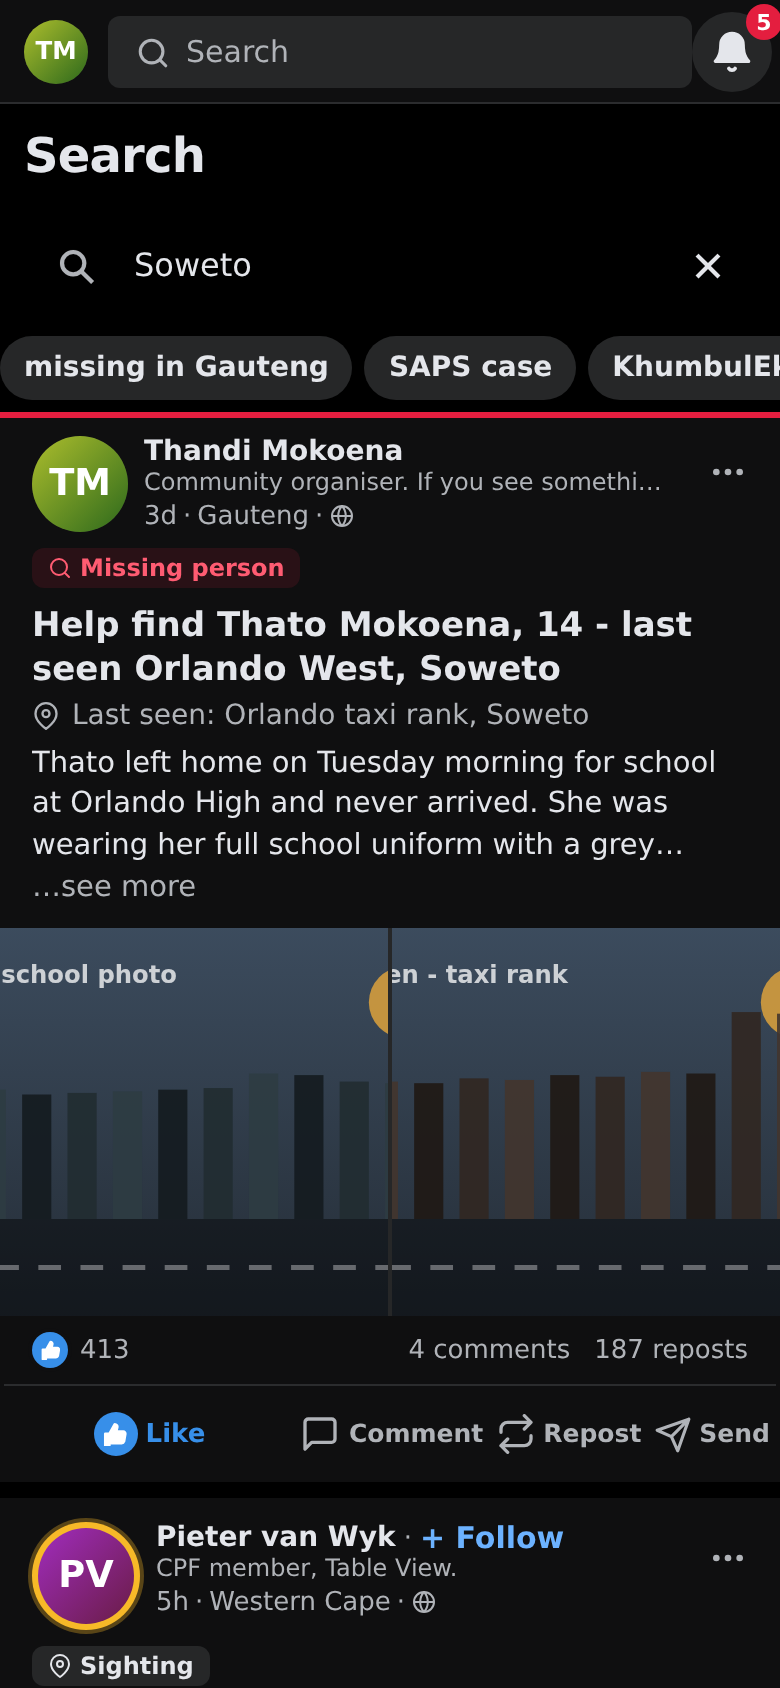 TM
Search
5
Search
Soweto
missing in Gauteng
SAPS case
TM
Thandi Mokoena
Community organiser. If you see somethi...
3d · Gauteng ·
Missing person
Help find Thato Mokoena, 14 - last
seen Orlando West, Soweto
Last seen: Orlando taxi rank, Soweto
Thato left home on Tuesday morning for school
at Orlando High and never arrived. She was
wearing her full school uniform with a grey...
...see more
school photo
en - taxi rank
413
4 comments
187 reposts
Like
Comment
Repost
Send
PV
Pieter van Wyk · + Follow
CPF member, Table View.
5h · Western Cape ·
Sighting